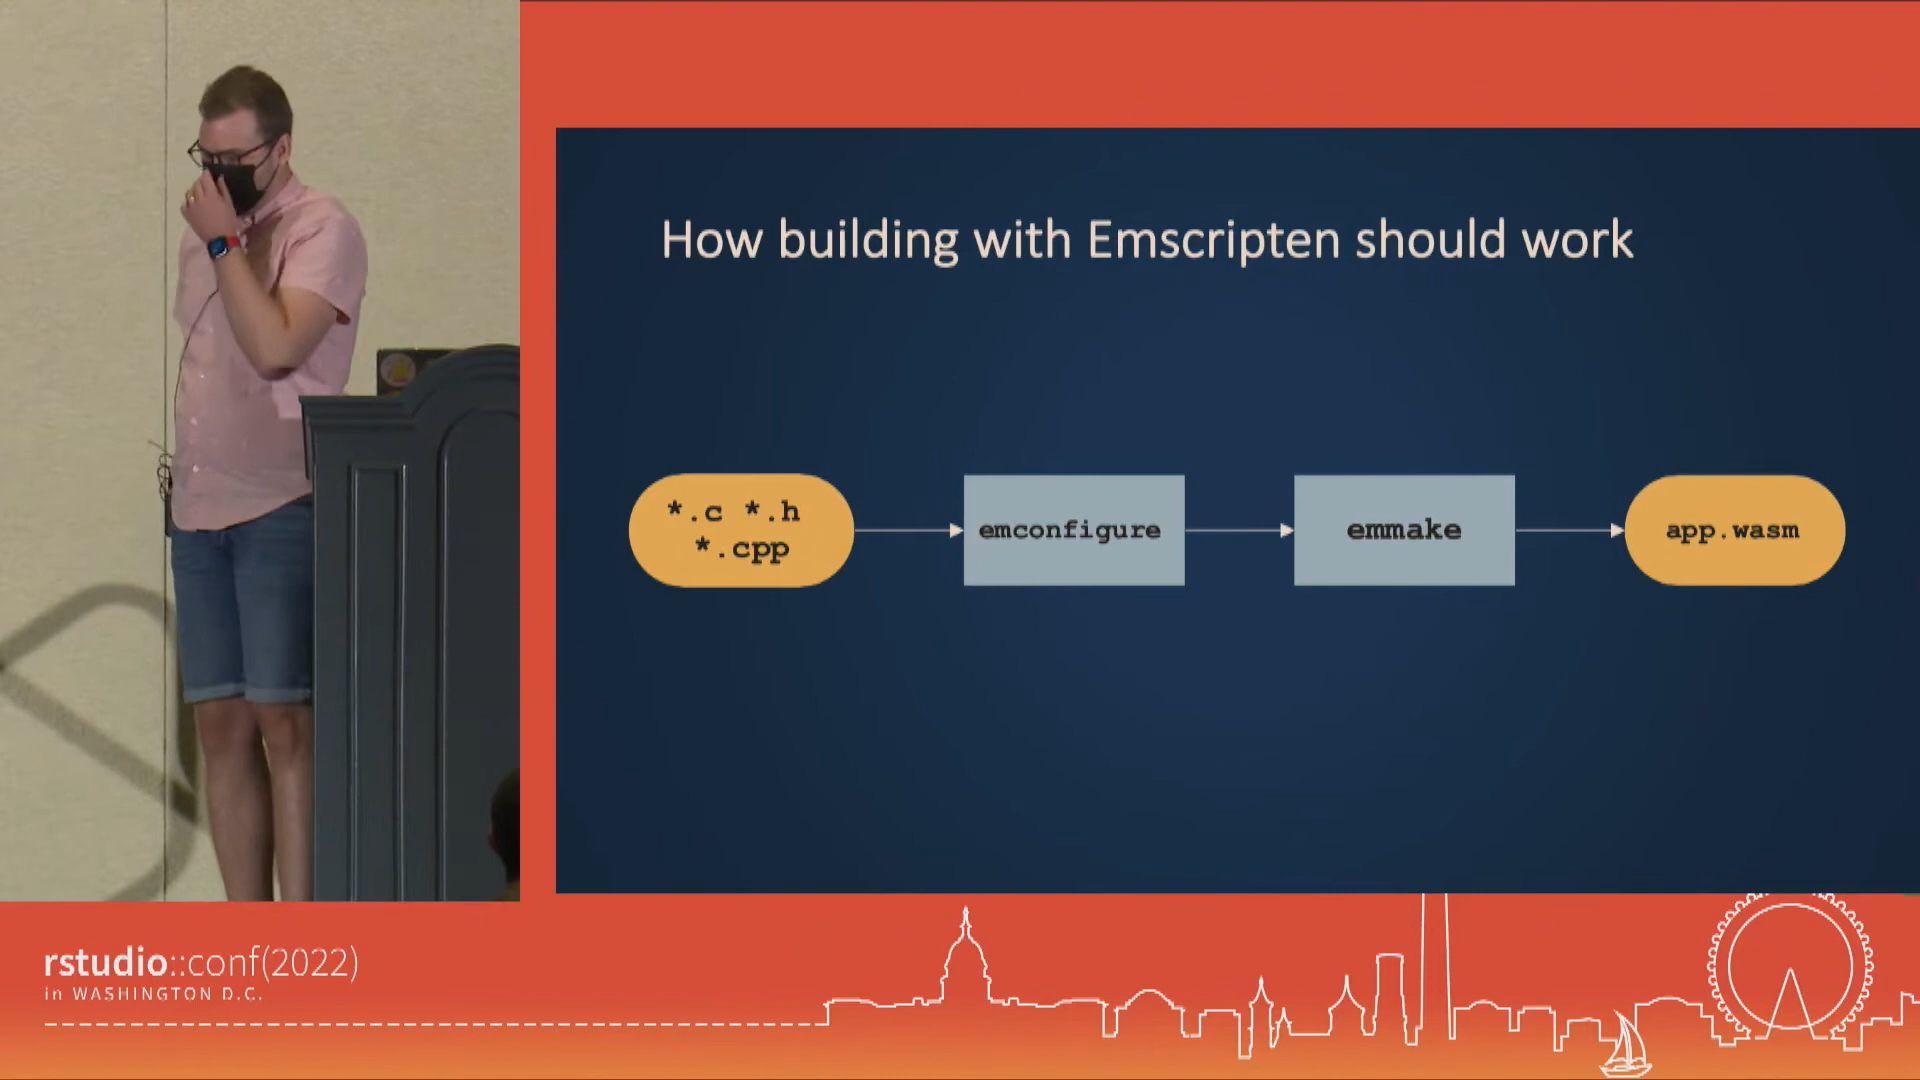 How building with Emscripten should work
*.c *.h
*.cpp
emconfigure
emmake
app.wasm
rstudio::conf(2022)
in WASHINGTON D.C.